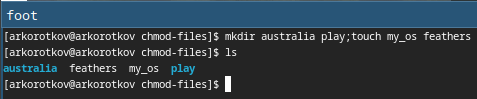 foot
[arkorotkov@arkorotkov chmod-files]$ mkdir australia play;touch my_os feathers
[arkorotkov@arkorotkov chmod-files]$ ls
australia  feathers  my_os  play
[arkorotkov@arkorotkov chmod-files]$